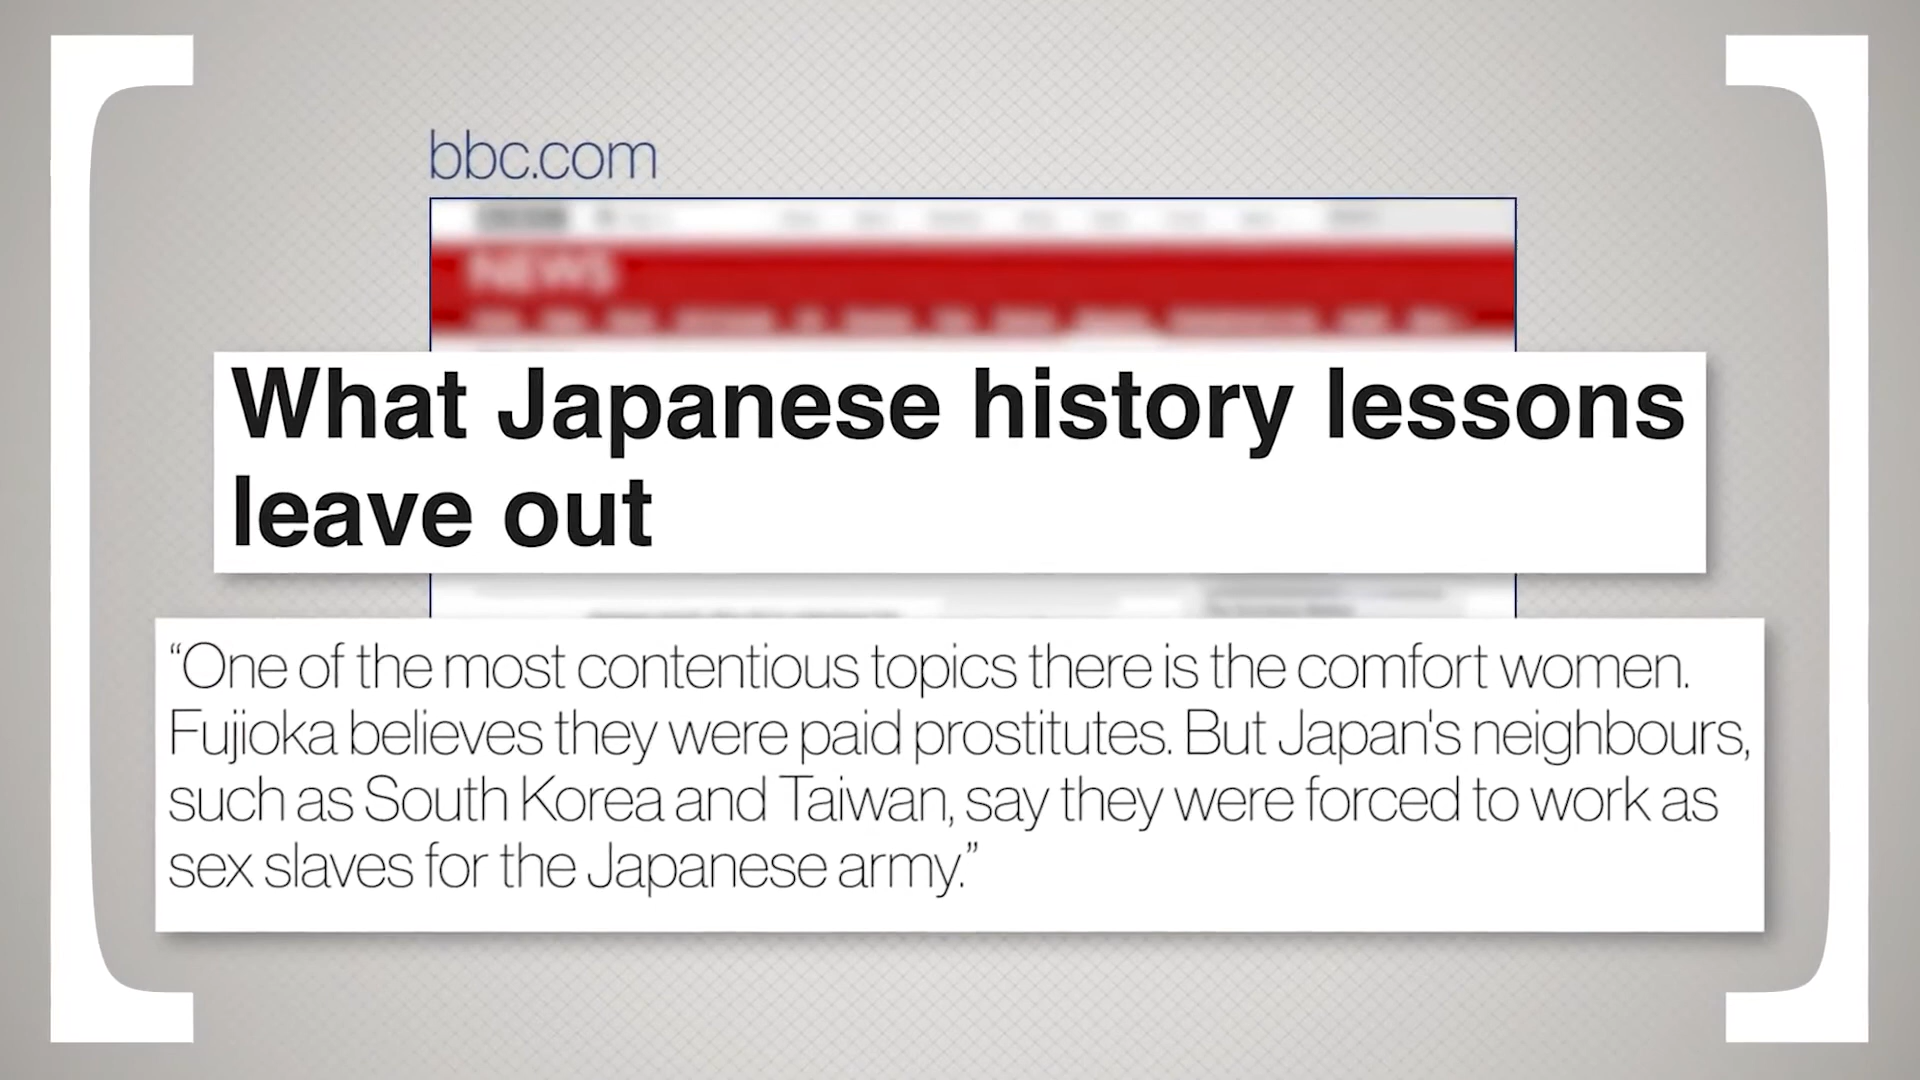 bbc.com
NEWS
What Japanese history lessons
leave out
“One of the most contentious topics there is the comfort women.
Fujioka believes they were paid prostitutes. But Japan's neighbours,
such as South Korea and Taiwan, say they were forced to work as
sex slaves for the Japanese army.”